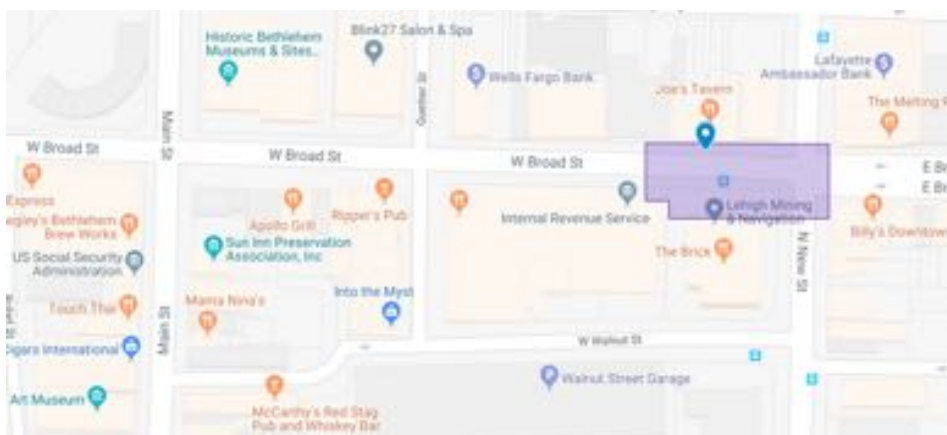 Historic Bethlehem
Museums & Sites...
Blink27 Salon & Spa
Wells Fargo Bank
Joe's Tavern
Lafayette
Ambassador Bank
The Melting
Main St
Guetter St
W Broad St
W Broad St
W Broad St
E Br
E Br
Express
egley's Bethlehem
Brew Works
US Social Security
Administration
Touch Thai
Cigars International
Art Museum
Main St
Apollo Grill
Ripper's Pub
Sun Inn Preservation
Association, Inc
Mama Nina's
Into the Myst
Internal Revenue Service
Lehigh Mining
& Navigation
The Brick
Billy's Downtown
N New St
W Walnut St
Walnut Street Garage
McCarthy's Red Stag
Pub and Whiskey Bar